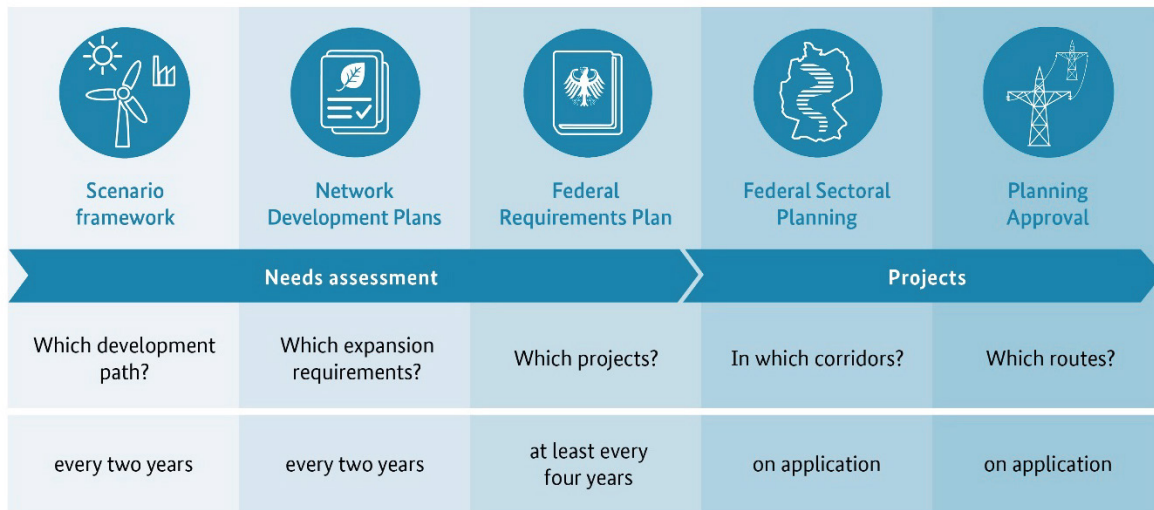 Scenario
framework
Network
Development Plans
Federal
Requirements Plan
Federal Sectoral
Planning
Planning
Approval
Needs assessment
Projects
Which development
path?
Which expansion
requirements?
Which projects?
In which corridors?
Which routes?
every two years
every two years
at least every
four years
on application
on application